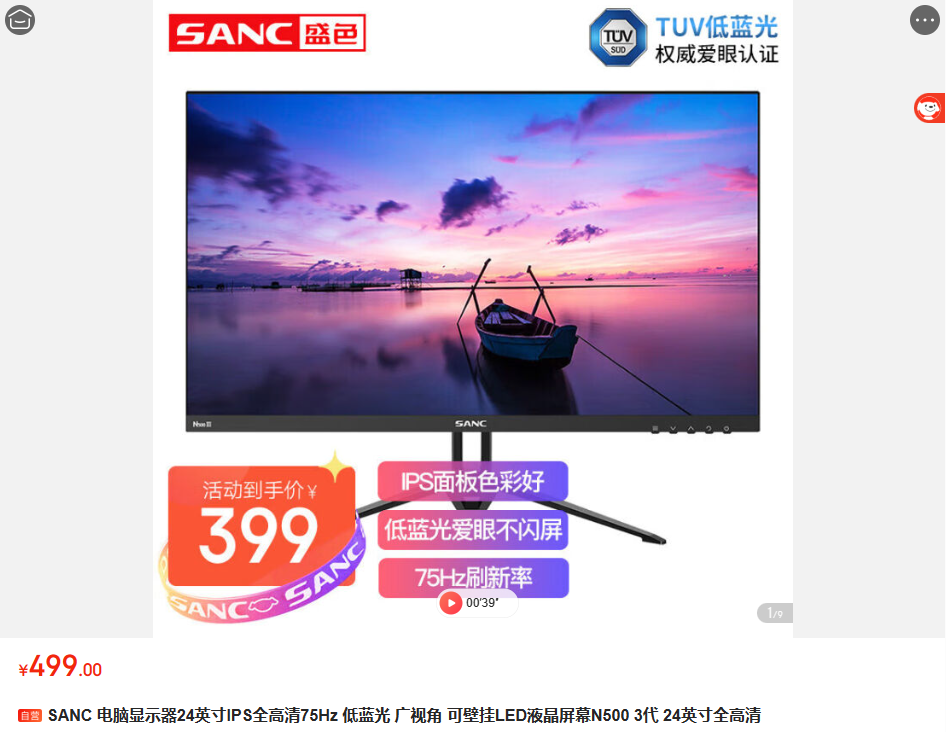 SANC 盛色
TUV低蓝光
权威爱眼认证
TÜV
SUD
N500 III
SANC
活动到手价¥
399
SANC SANC
IPS面板色彩好
低蓝光爱眼不闪屏
75Hz刷新率
00'39"
1/9
¥499.00
自营 SANC 电脑显示器24英寸IPS全高清75Hz 低蓝光 广视角 可壁挂LED液晶屏幕N500 3代 24英寸全高清